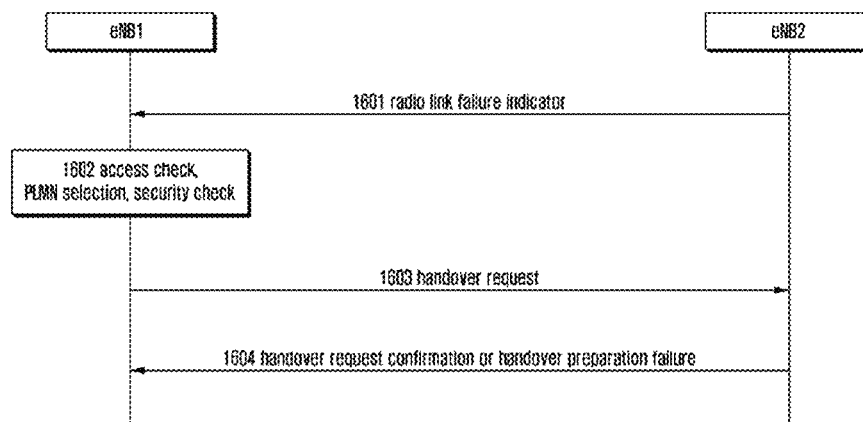 eNB1
eNB2
1601 radio link failure indicator
1602 access check,
PLMN selection, security check
1603 handover request
1604 handover request confirmation or handover preparation failure